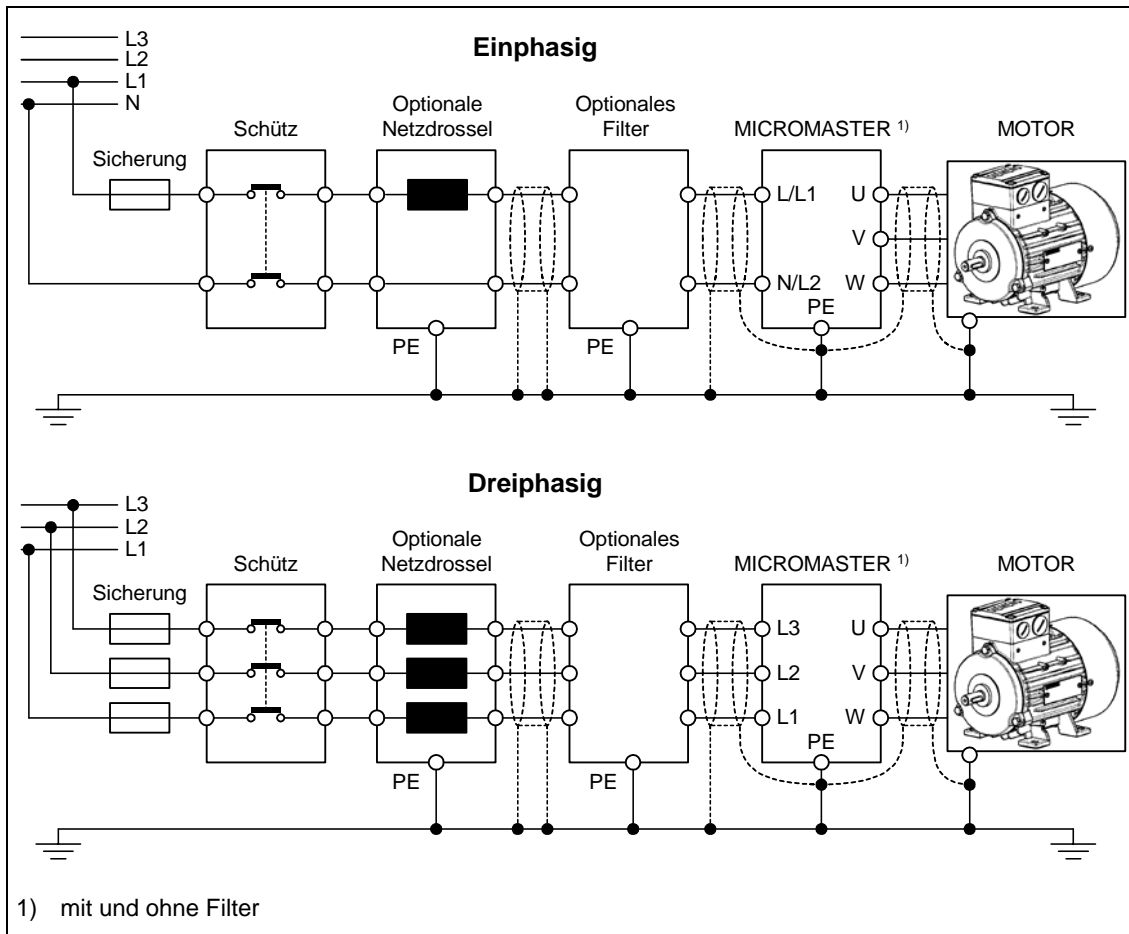 L3
L2
L1
N
Einphasig
Sicherung
Schütz
Optionale
Netzdrossel
Optionales
Filter
MICROMASTER 1)
MOTOR
L/L1
U
V
N/L2
W
PE
PE
PE
Dreiphasig
L3
L2
L1
Sicherung
Schütz
Optionale
Netzdrossel
Optionales
Filter
MICROMASTER 1)
MOTOR
L3
U
L2
V
L1
W
PE
PE
PE
1) mit und ohne Filter